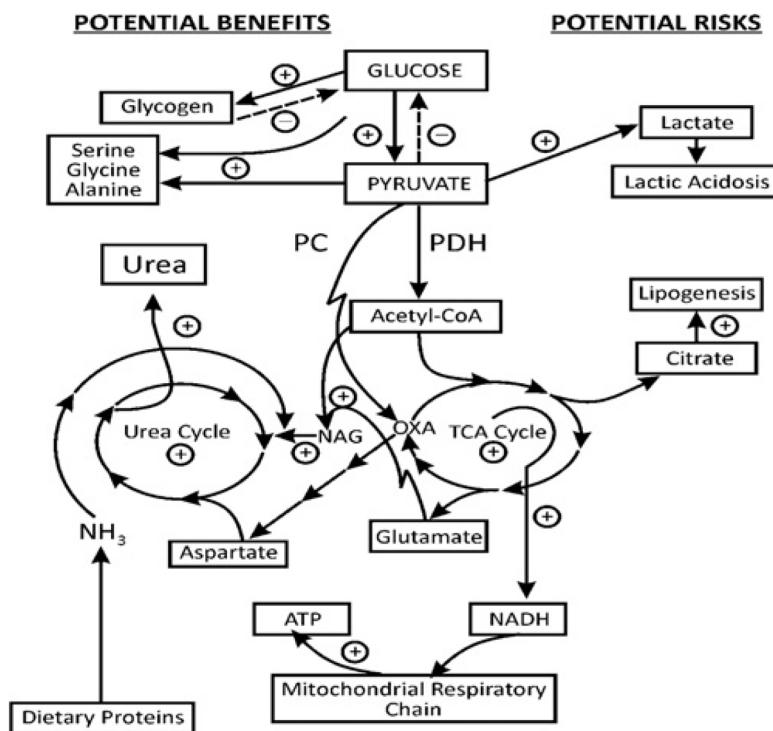 POTENTIAL BENEFITS
POTENTIAL RISKS
GLUCOSE
+
Glycogen
−
+
−
+
Lactate
Serine
Glycine
Alanine
+
PYRUVATE
Lactic Acidosis
PC
PDH
Urea
+
Acetyl-CoA
Lipogenesis
+
Citrate
+
Urea Cycle
+
NAG
+
OXA
TCA Cycle
+
NH3
Aspartate
Glutamate
+
ATP
+
NADH
Mitochondrial Respiratory
Chain
Dietary Proteins